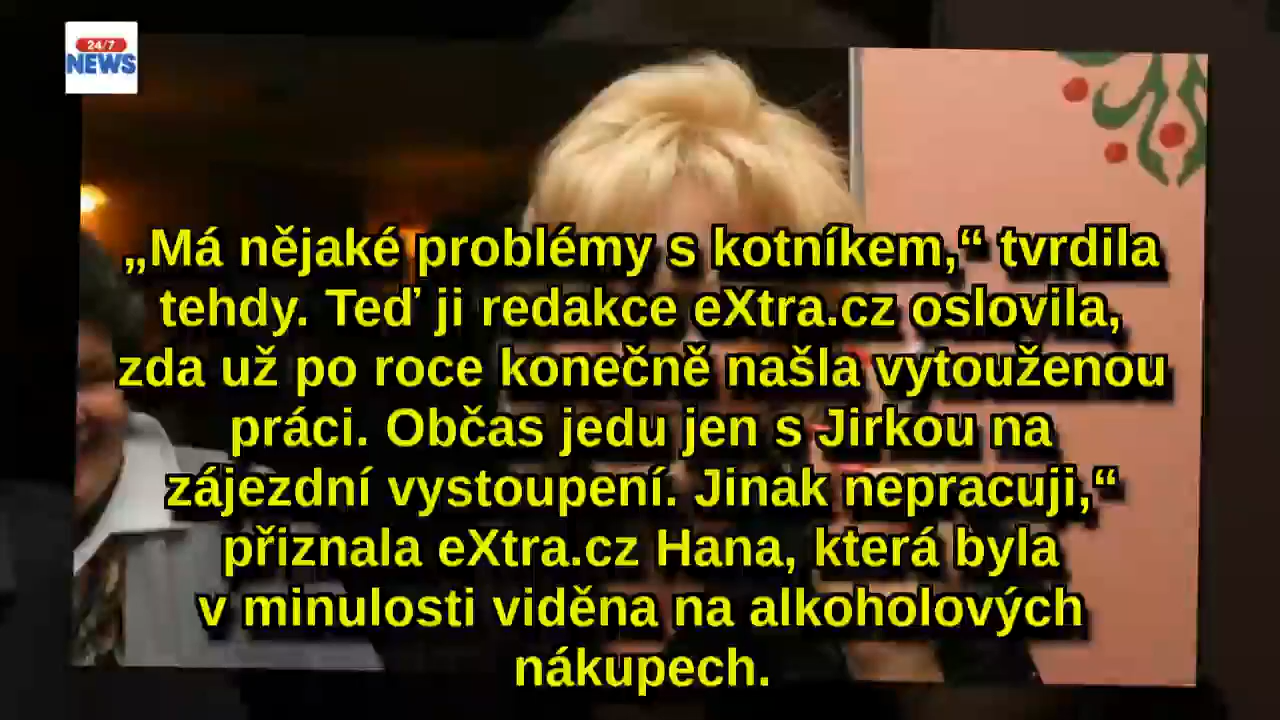 24/7
NEWS
„Má nějaké problémy s kotníkem,“ tvrdila
tehdy. Teď ji redakce eXtra.cz oslovila,
zda už po roce konečně našla vytouženou
práci. Občas jedu jen s Jirkou na
zájezdní vystoupení. Jinak nepracuji,“
přiznala eXtra.cz Hana, která byla
v minulosti viděna na alkoholových
nákupech.